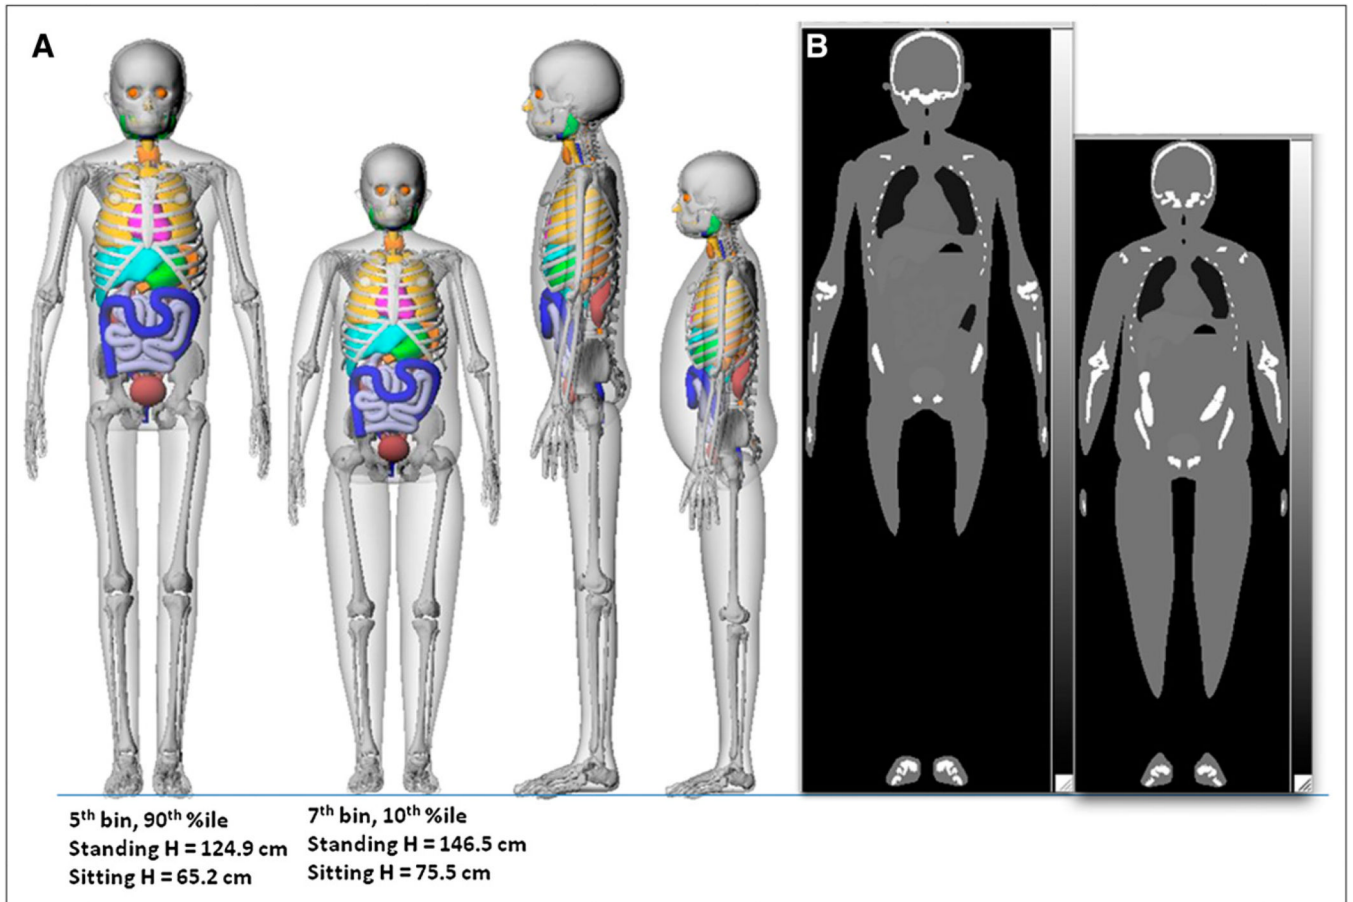 A
B
5th bin, 90th %ile
Standing H = 124.9 cm
Sitting H = 65.2 cm
7th bin, 10th %ile
Standing H = 146.5 cm
Sitting H = 75.5 cm